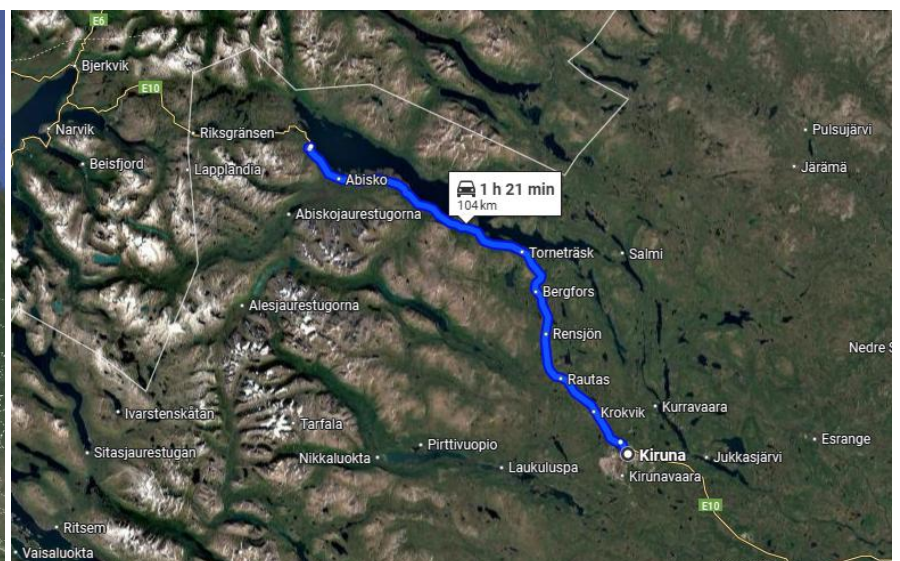 E6
Bjerkvik
E10
Narvik
Riksgränsen
Pulsujärvi
Beisfjord
Lapplandia
Järämä
Abisko
1 h 21 min
104 km
Abiskojaurestugorna
Torneträsk
Salmi
Bergfors
Alesjaurestugorna
Rensjön
Nedre S
Rautas
Ivarstenskåtan
Krokvik
Kurravaara
Tarfala
Esrange
Pirttivuopio
Sitasjaurestugan
Nikkaluokta
Kiruna
Jukkasjärvi
Laukuluspa
Kirunavaara
E10
Ritsem
Vaisaluokta